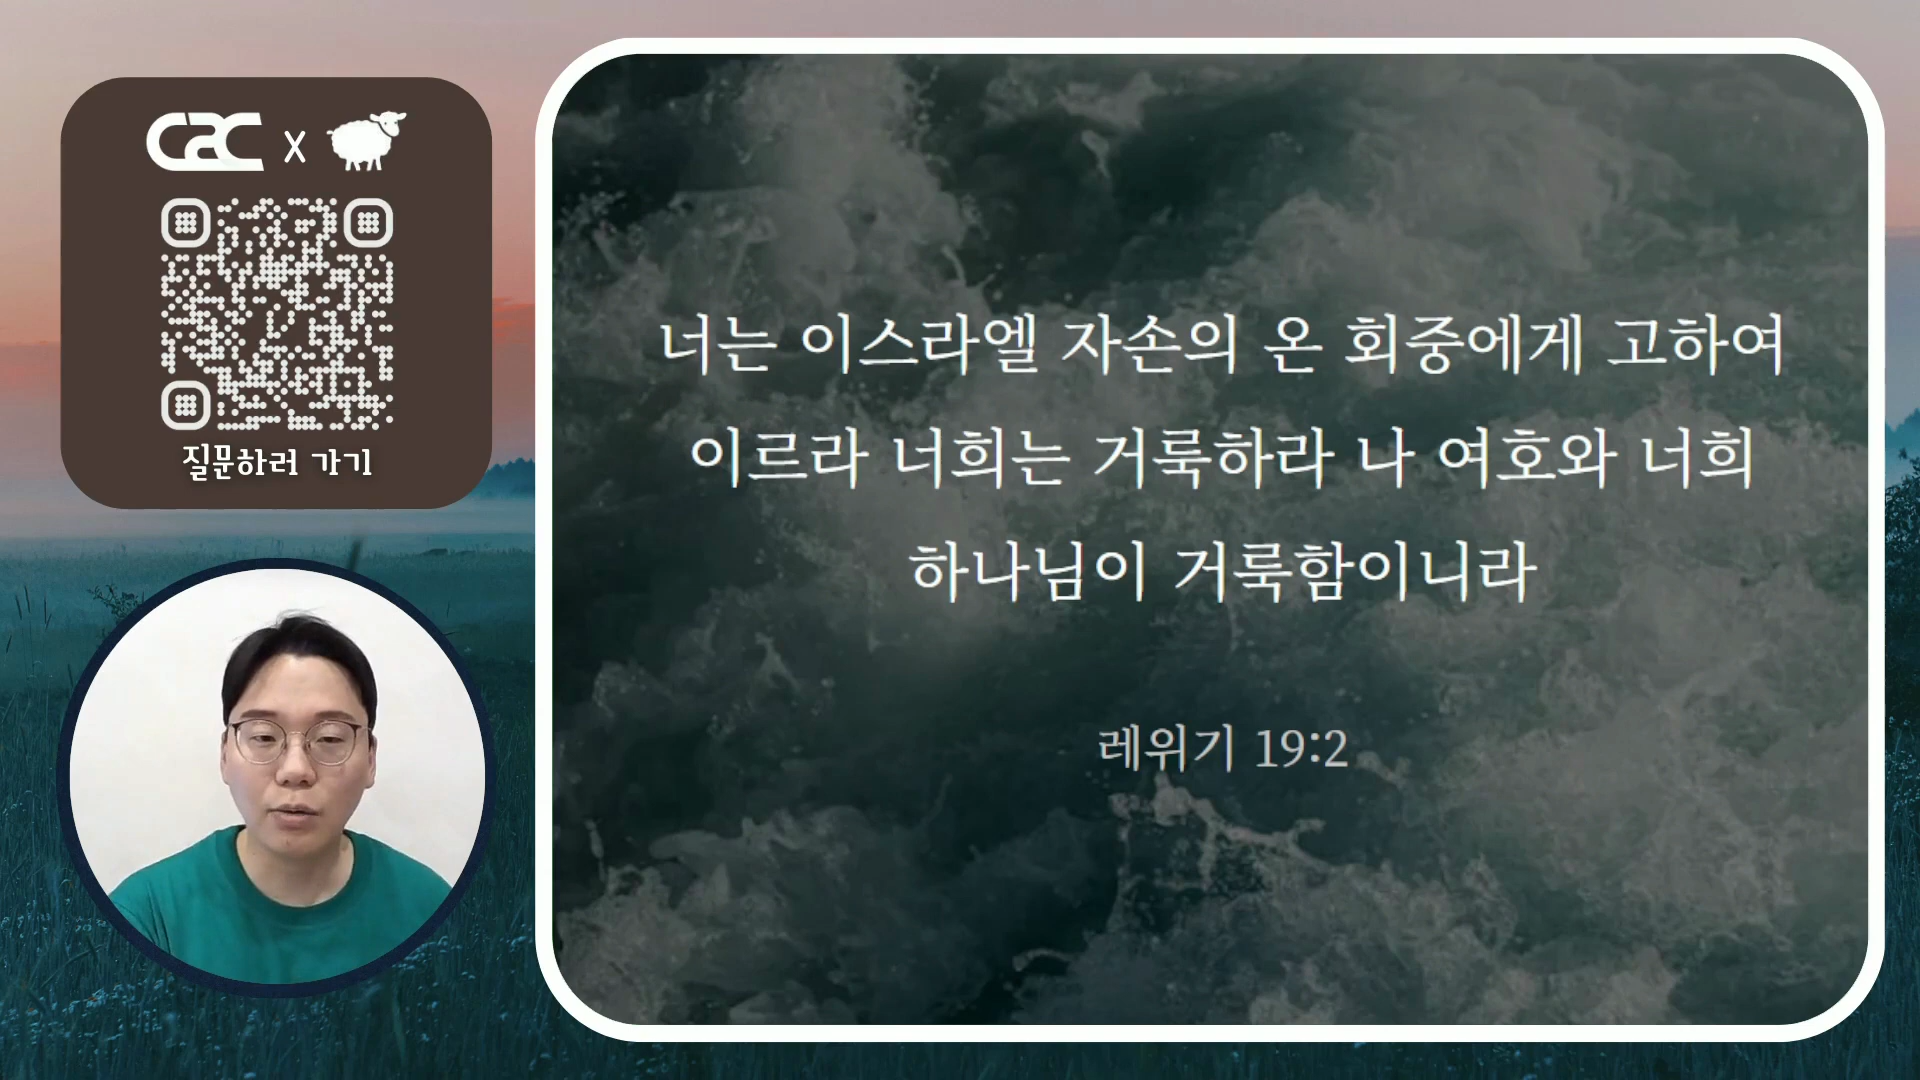 CAC X
질문하러 가기
너는 이스라엘 자손의 온 회중에게 고하여
이르라 너희는 거룩하라 나 여호와 너희
하나님이 거룩함이니라
레위기 19:2